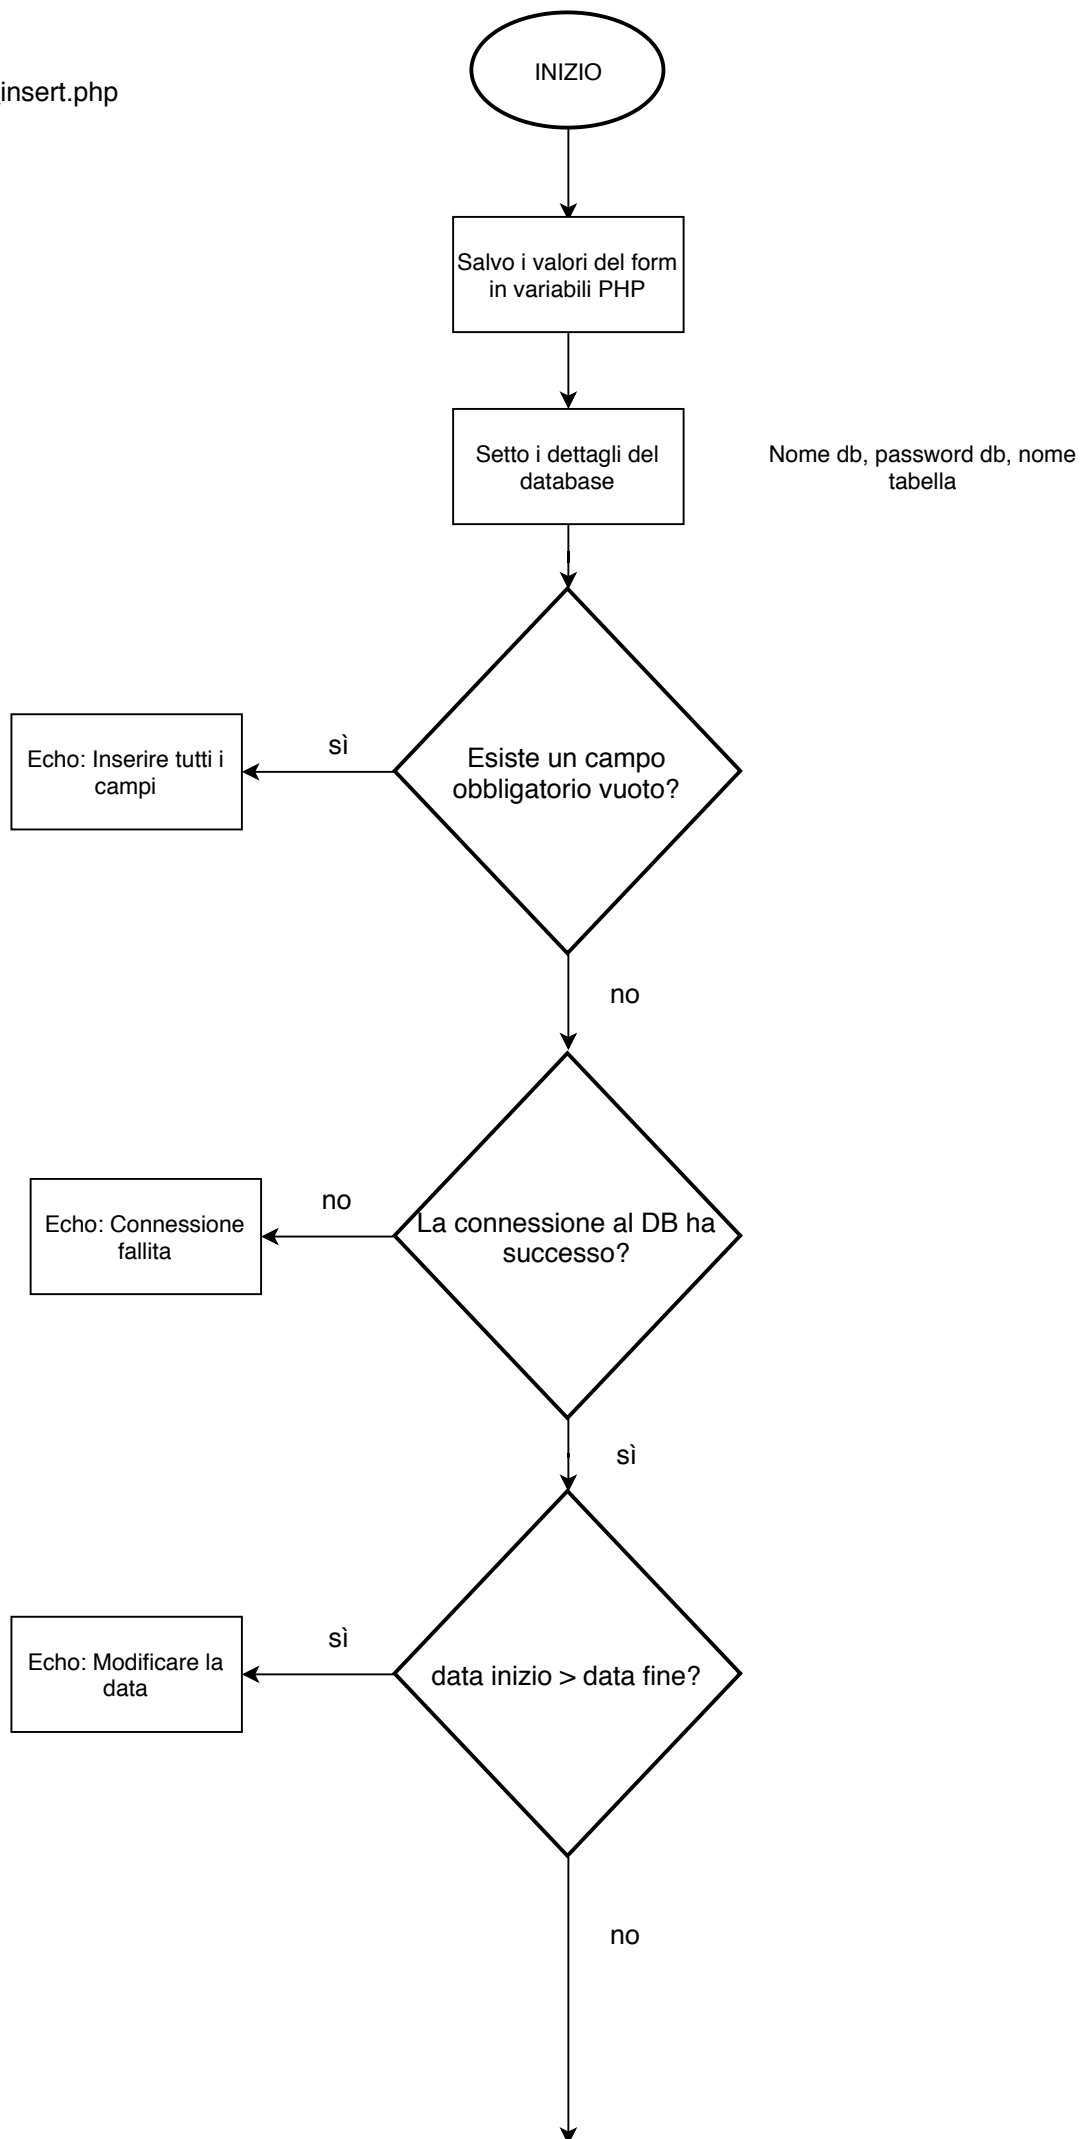 INIZIO
insert.php
Salvo i valori del form
in variabili PHP
Setto i dettagli del
database
Nome db, password db, nome
tabella
Esiste un campo
obbligatorio vuoto?
sì
Echo: Inserire tutti i
campi
no
La connessione al DB ha
successo?
no
Echo: Connessione
fallita
sì
data inizio > data fine?
sì
Echo: Modificare la
data
no